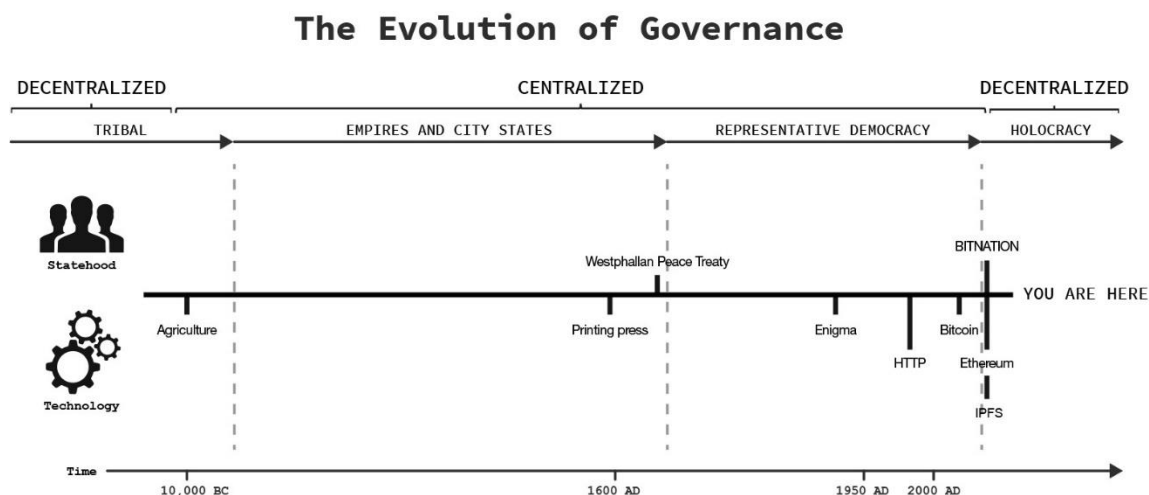 The Evolution of Governance
DECENTRALIZED CENTRALIZED DECENTRALIZED
TRIBAL EMPIRES AND CITY STATES REPRESENTATIVE DEMOCRACY HOLOCRACY
Statehood
BITNATION
Westphallan Peace Treaty
YOU ARE HERE
Agriculture Printing press Enigma Bitcoin
HTTP Ethereum
Technology
IPFS
Time
10.000 BC 1600 AD 1950 AD 2000 AD